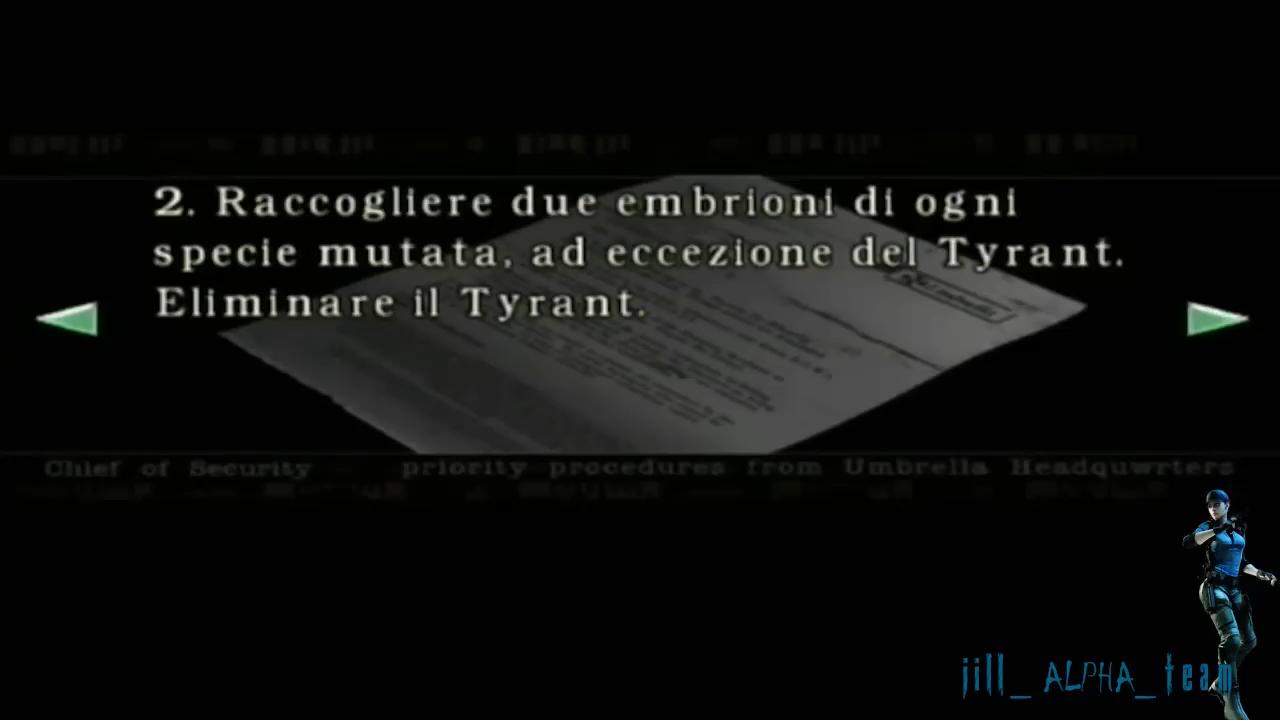 2. Raccogliere due embrioni di ogni
specie mutata, ad eccezione del Tyrant.
Eliminare il Tyrant.
Chief of Security priority procedures from Umbrella Headquwrters
jill_ALPHA_team